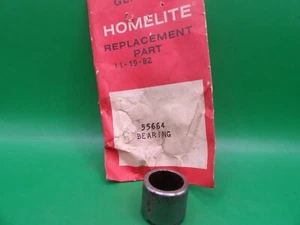 HOMELITE
REPLACEMENT
PART
11-19-82
55664
BEARING